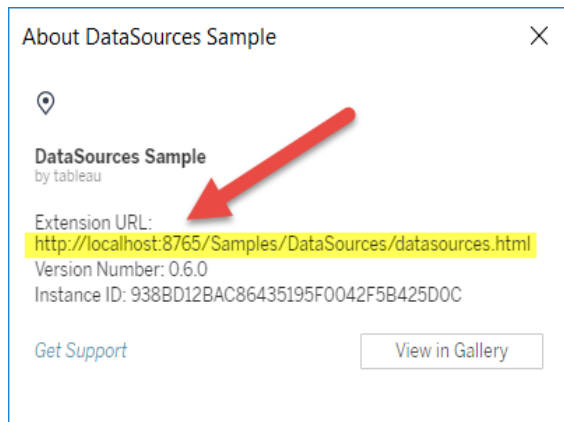 About DataSources Sample
DataSources Sample
by tableau
Extension URL:
http://localhost:8765/Samples/DataSources/datasources.html
Version Number: 0.6.0
Instance ID: 938BD12BAC86435195F0042F5B425D0C
Get Support
View in Gallery